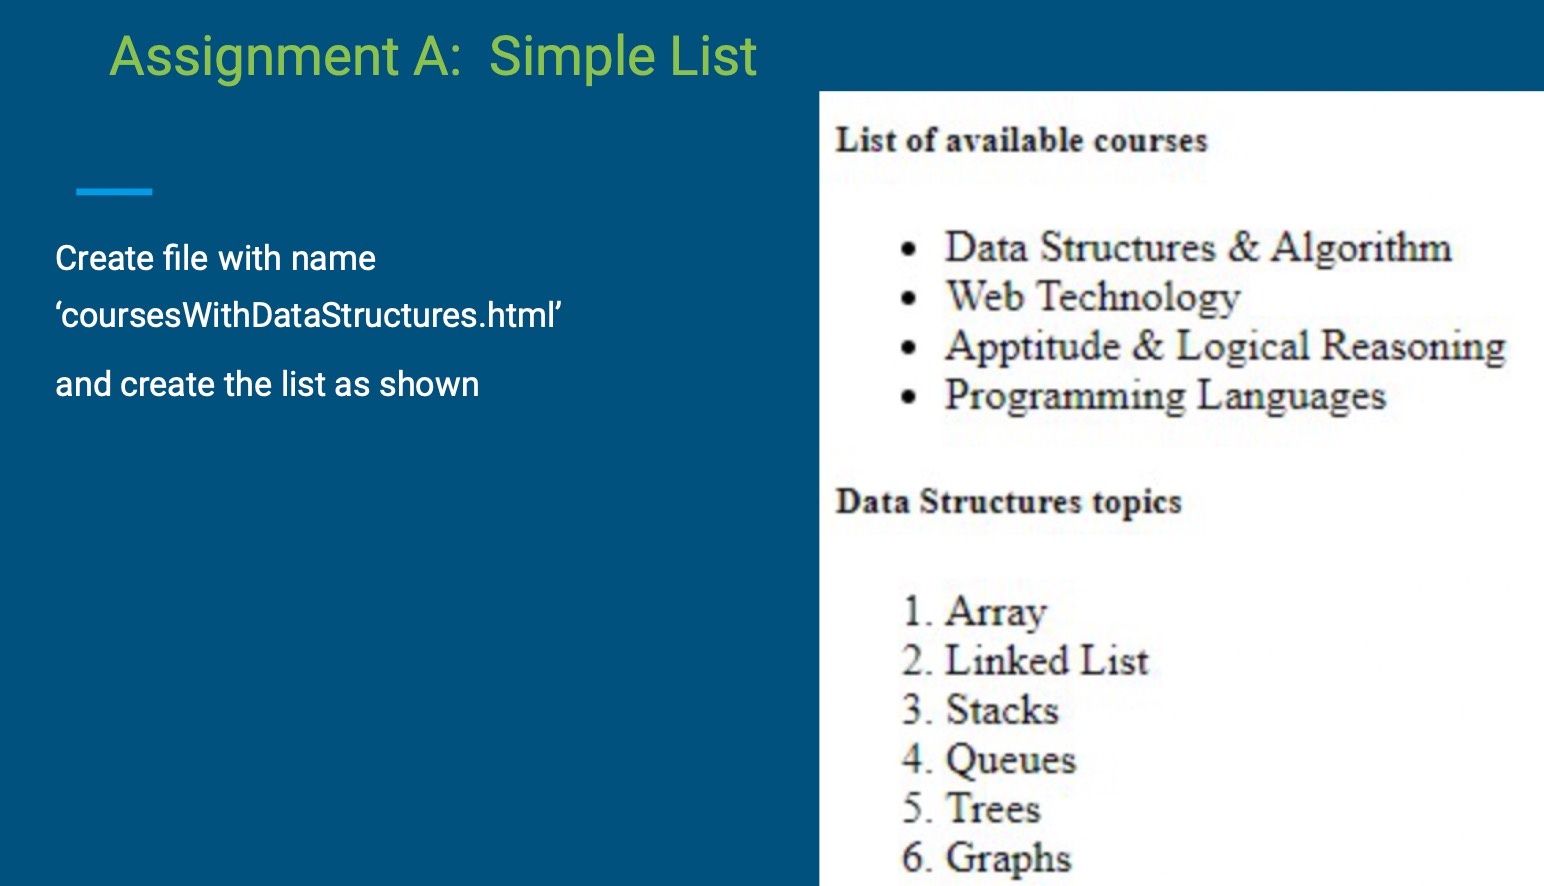 Assignment A: Simple List
Create file with name
‘coursesWithDataStructures.html’
and create the list as shown
List of available courses
• Data Structures & Algorithm
• Web Technology
• Apptitude & Logical Reasoning
• Programming Languages
Data Structures topics
1. Array
2. Linked List
3. Stacks
4. Queues
5. Trees
6. Graphs